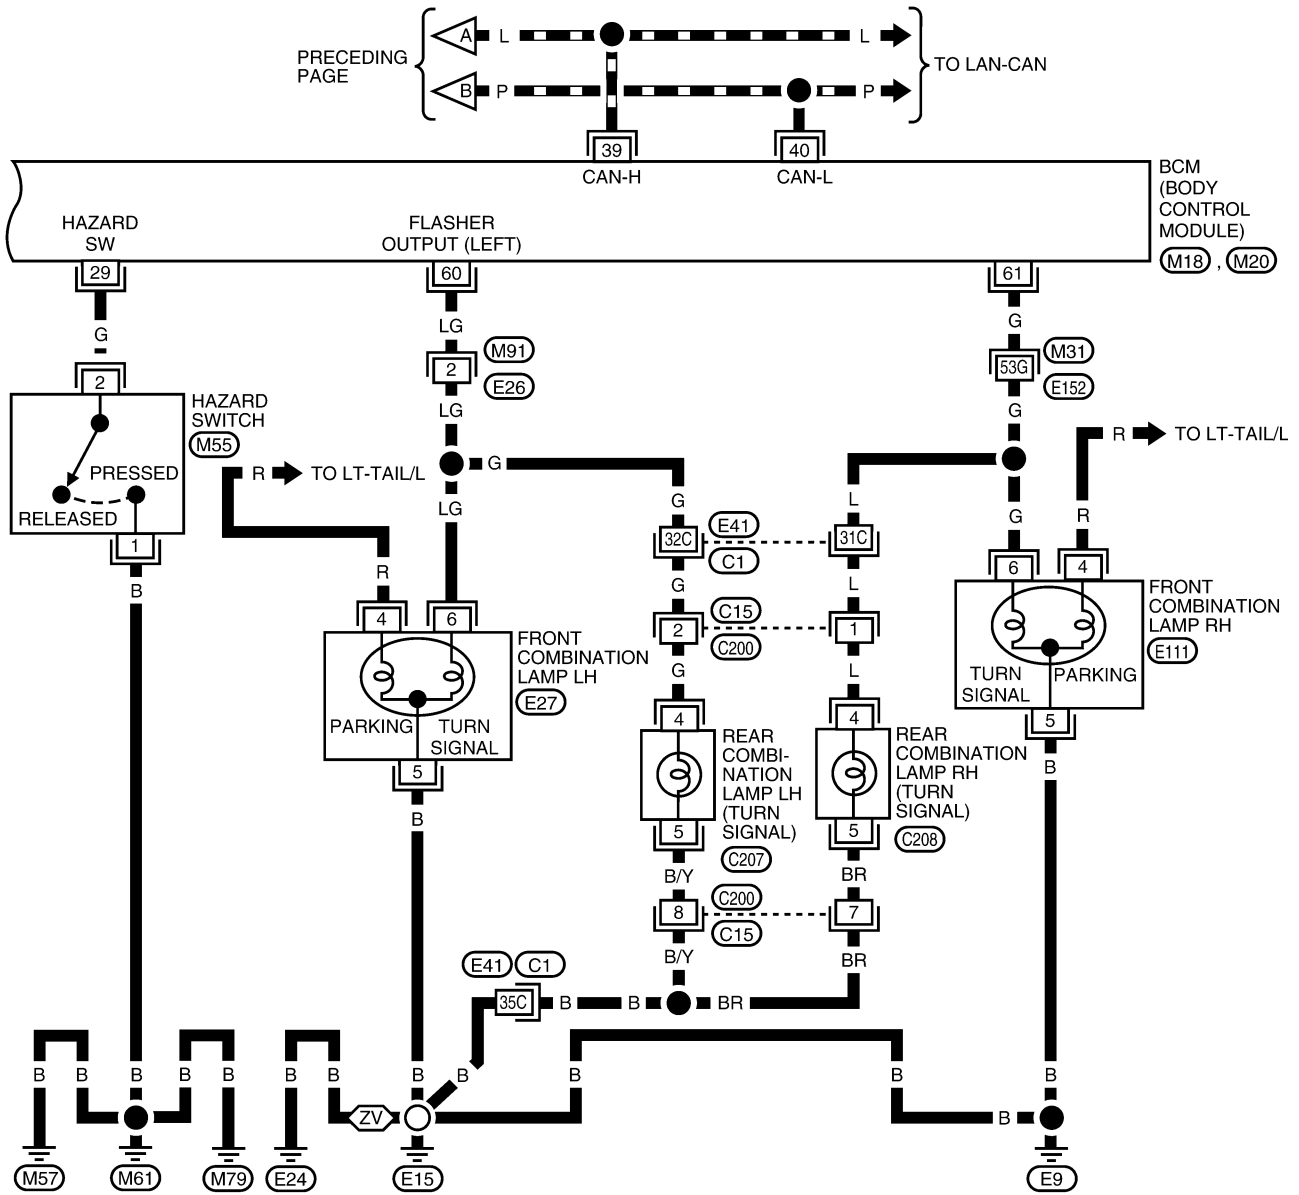 PRECEDING
PAGE
A L L
B P P
TO LAN-CAN
39 40
CAN-H CAN-L
BCM
(BODY
CONTROL
MODULE)
M18 , M20
HAZARD
SW
FLASHER
OUTPUT (LEFT)
29 60 61
G LG G
2 M91
E26
53G M31
E152
2
HAZARD
SWITCH
M55
PRESSED
RELEASED
1
B
LG G
R TO LT-TAIL/L
G
LG
R TO LT-TAIL/L
G L G R
32C E41
C1
31C
R
G L
4 6
2 C15
C200
1
G L
6 4
FRONT
COMBINATION
LAMP RH
E111
TURN
SIGNAL
PARKING
5
B
FRONT
COMBINATION
LAMP LH
E27
PARKING TURN
SIGNAL
5
B
4
REAR
COMBI-
NATION
LAMP LH
(TURN
SIGNAL)
C207
5
4
REAR
COMBINATION
LAMP RH
(TURN
SIGNAL)
C208
5
B/Y BR
8 C200
C15
7
B/Y BR
E41 C1
35C B B BR
B B B B B B B B B B B B
ZV
B
M57 M61 M79 E24 E15 E9